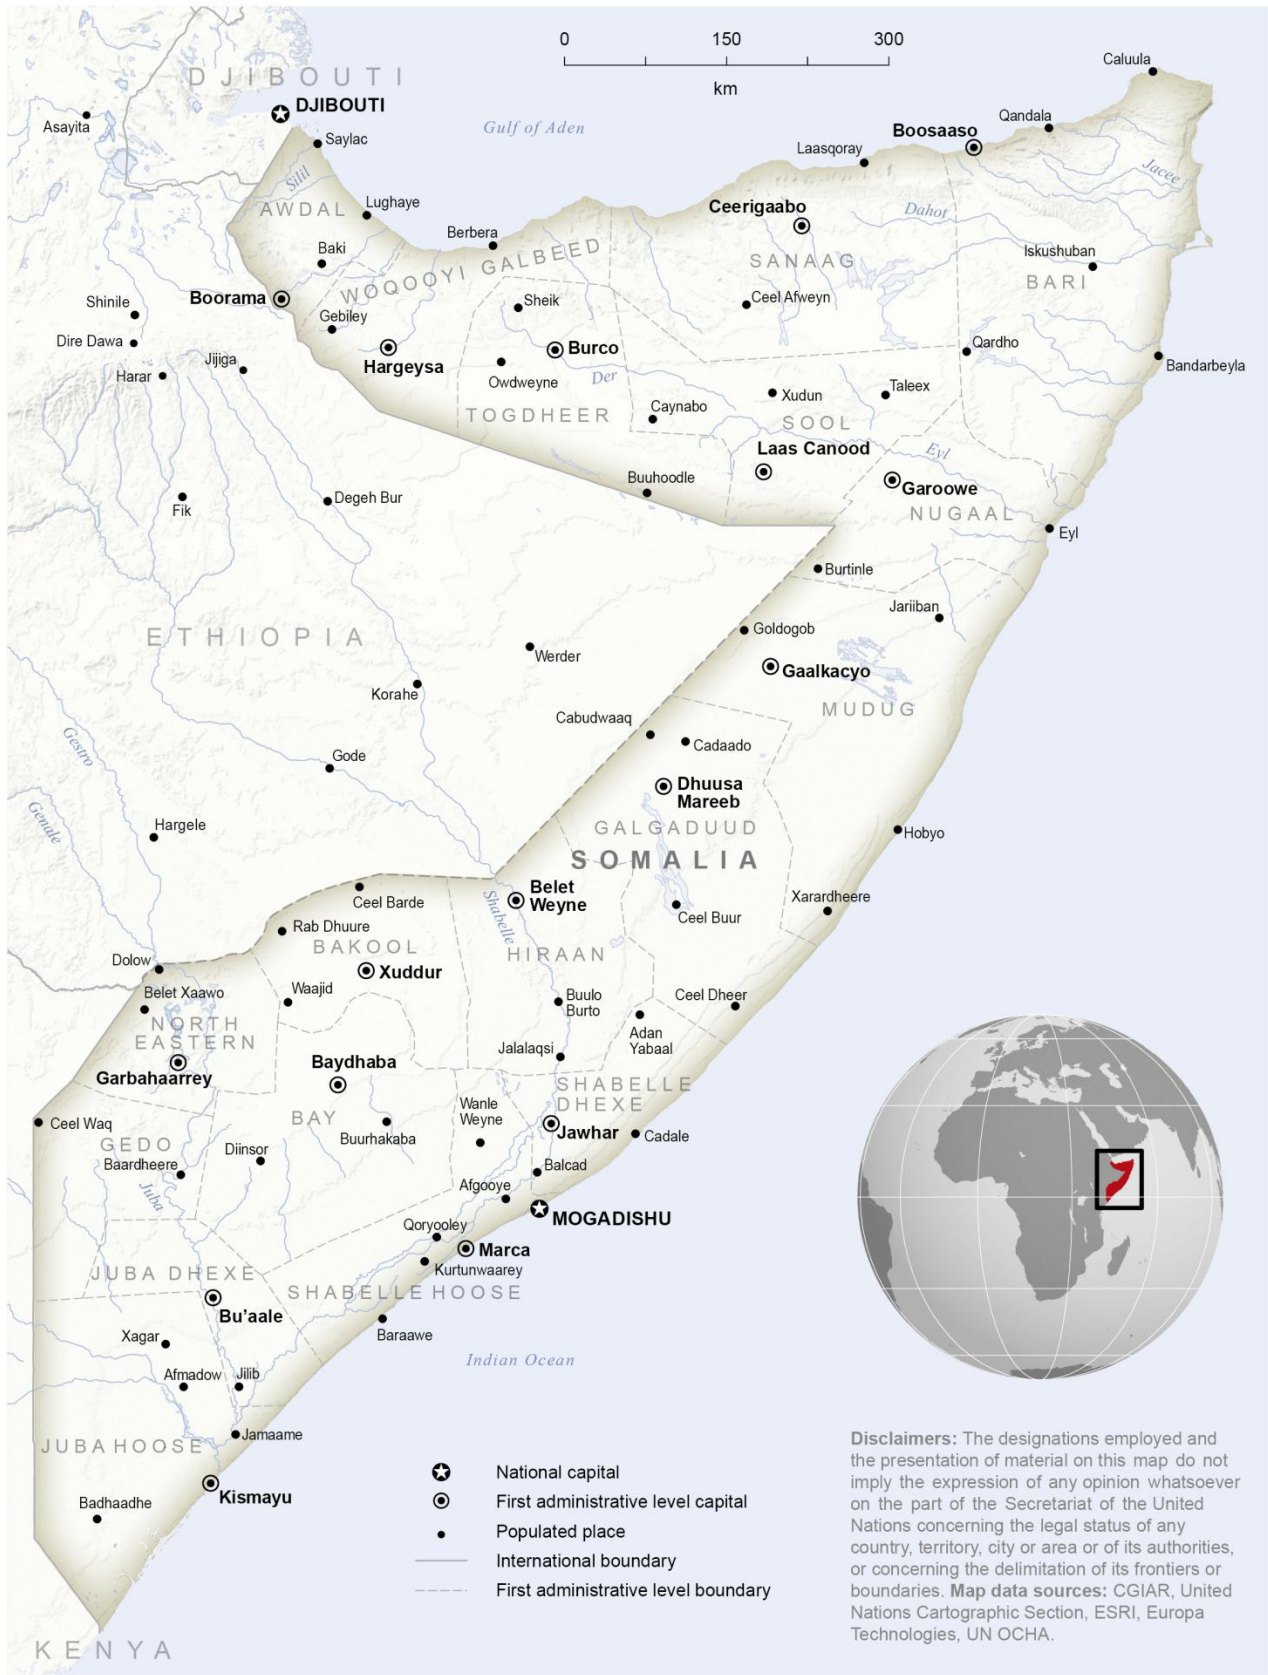 0 150 300
km
Caluula
DJIBOUTI
DJIBOUTI
Asayita
Saylac
Gulf of Aden
Qandala
Boosaaso
Laasqoray
Jacee
Silil
AWDAL
Lughaye
Ceerigaabo
Dahot
Berbera
Baki
WOQOOYI GALBEED
SANAAG
Iskushuban
BARI
Boorama
Shinile
Sheik
Ceel Afweyn
Gebiley
Dire Dawa
Jijiga
Hargeysa
Burco
Qardho
Bandarbeyla
Harar
Owdweyne
Der
Taleex
Xudun
Caynabo
TOGDHEER
SOOL
Laas Canood
Eyl
Buuhoodle
Garoowe
Degeh Bur
Fik
NUGAAL
Eyl
Burtinle
Jariiban
ETHIOPIA
Goldogob
Werder
Gaalkacyo
Korahe
MUDUG
Cabudwaaq
Cadaado
Gestro
Gode
Dhuusa
Mareeb
Genale
Hargele
GALGADUUD
Hobyo
SOMALIA
Belet
Weyne
Shabelle
Ceel Barde
Xarardheere
Ceel Buur
Rab Dhuure
BAKOOL
HIRAAN
Dolow
Xuddur
Belet Xaawo
Waajid
Buulo
Burto
Ceel Dheer
NORTH
EASTERN
Adan
Yabaal
Jalalaqsi
Baydhaba
Garbahaarrey
SHABELLE
DHEXE
Wanle
Weyne
BAY
Ceel Waq
Jawhar
Cadale
Buurhakaba
GEDO
Diinsor
Baardheere
Balcad
Afgooye
Juba
MOGADISHU
Qoryooley
Marca
Kurtunwaarey
JUBA DHEXE
SHABELLE HOOSE
Bu’aale
Baraawe
Xagar
Indian Ocean
Afmadow
Jilib
Jamaame
JUBA HOOSE
Kismayu
Badhaadhe
KENYA
National capital
First administrative level capital
Populated place
International boundary
First administrative level boundary
Disclaimers: The designations employed and
the presentation of material on this map do not
imply the expression of any opinion whatsoever
on the part of the Secretariat of the United
Nations concerning the legal status of any
country, territory, city or area or of its authorities,
or concerning the delimitation of its frontiers or
boundaries. Map data sources: CGIAR, United
Nations Cartographic Section, ESRI, Europa
Technologies, UN OCHA.